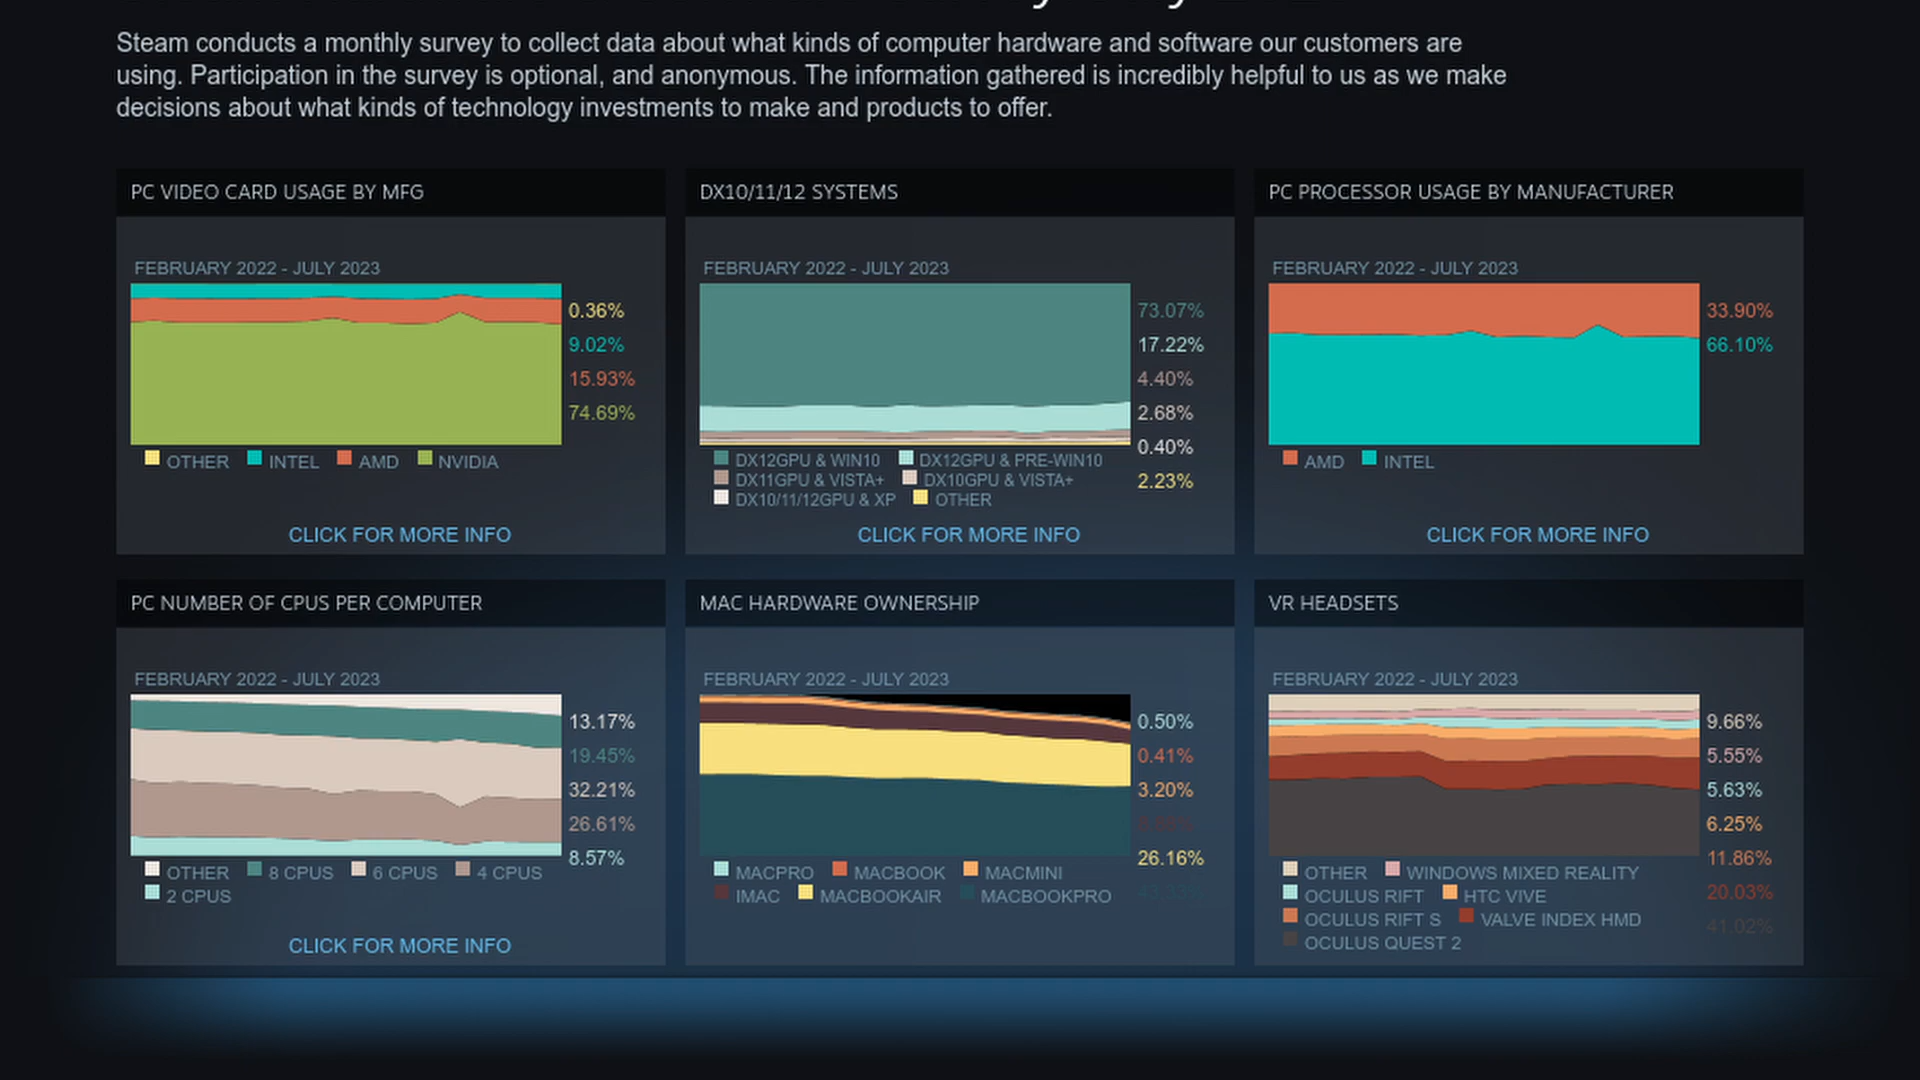 Steam conducts a monthly survey to collect data about what kinds of computer hardware and software our customers are
using. Participation in the survey is optional, and anonymous. The information gathered is incredibly helpful to us as we make
decisions about what kinds of technology investments to make and products to offer.
PC VIDEO CARD USAGE BY MFG
FEBRUARY 2022 - JULY 2023
0.36%
9.02%
15.93%
74.69%
OTHER INTEL AMD NVIDIA
CLICK FOR MORE INFO
DX10/11/12 SYSTEMS
FEBRUARY 2022 - JULY 2023
73.07%
17.22%
4.40%
2.68%
0.40%
2.23%
DX12GPU & WIN10 DX12GPU & PRE-WIN10
DX11GPU & VISTA+ DX10GPU & VISTA+
DX10/11/12GPU & XP OTHER
CLICK FOR MORE INFO
PC PROCESSOR USAGE BY MANUFACTURER
FEBRUARY 2022 - JULY 2023
33.90%
66.10%
AMD INTEL
CLICK FOR MORE INFO
PC NUMBER OF CPUS PER COMPUTER
FEBRUARY 2022 - JULY 2023
13.17%
19.45%
32.21%
26.61%
8.57%
OTHER 8 CPUS 6 CPUS 4 CPUS
2 CPUS
CLICK FOR MORE INFO
MAC HARDWARE OWNERSHIP
FEBRUARY 2022 - JULY 2023
0.50%
0.41%
3.20%
26.16%
MACPRO MACBOOK MACMINI
IMAC MACBOOKAIR MACBOOKPRO
VR HEADSETS
FEBRUARY 2022 - JULY 2023
9.66%
5.55%
5.63%
6.25%
11.86%
20.03%
41.02%
OTHER WINDOWS MIXED REALITY
OCULUS RIFT HTC VIVE
OCULUS RIFT S VALVE INDEX HMD
OCULUS QUEST 2